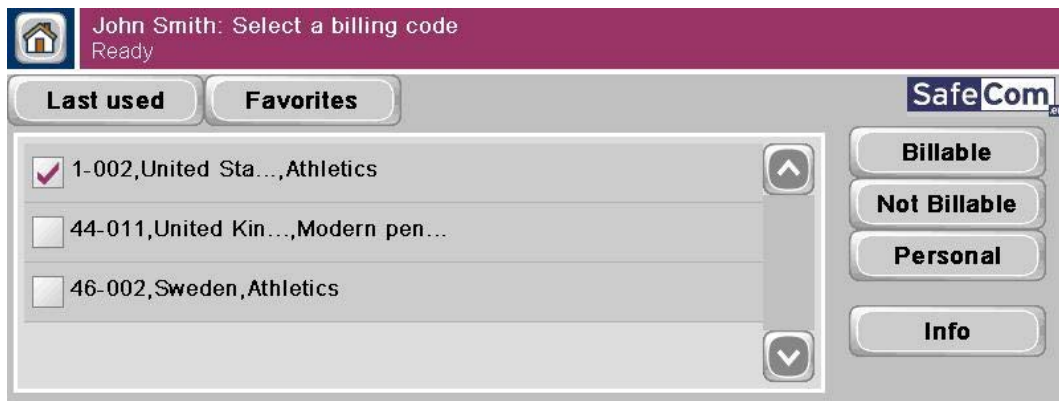 John Smith: Select a billing code
Ready
Last used
Favorites
SafeCom
1-002,United Sta...,Athletics
44-011,United Kin...,Modern pen...
46-002,Sweden,Athletics
Billable
Not Billable
Personal
Info